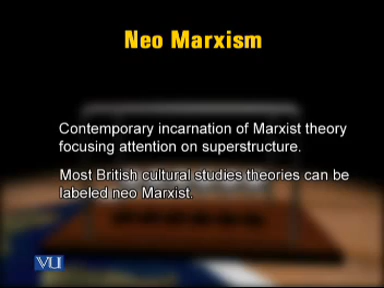 Neo Marxism
Contemporary incarnation of Marxist theory
focusing attention on superstructure.
Most British cultural studies theories can be
labeled neo Marxist.
VU